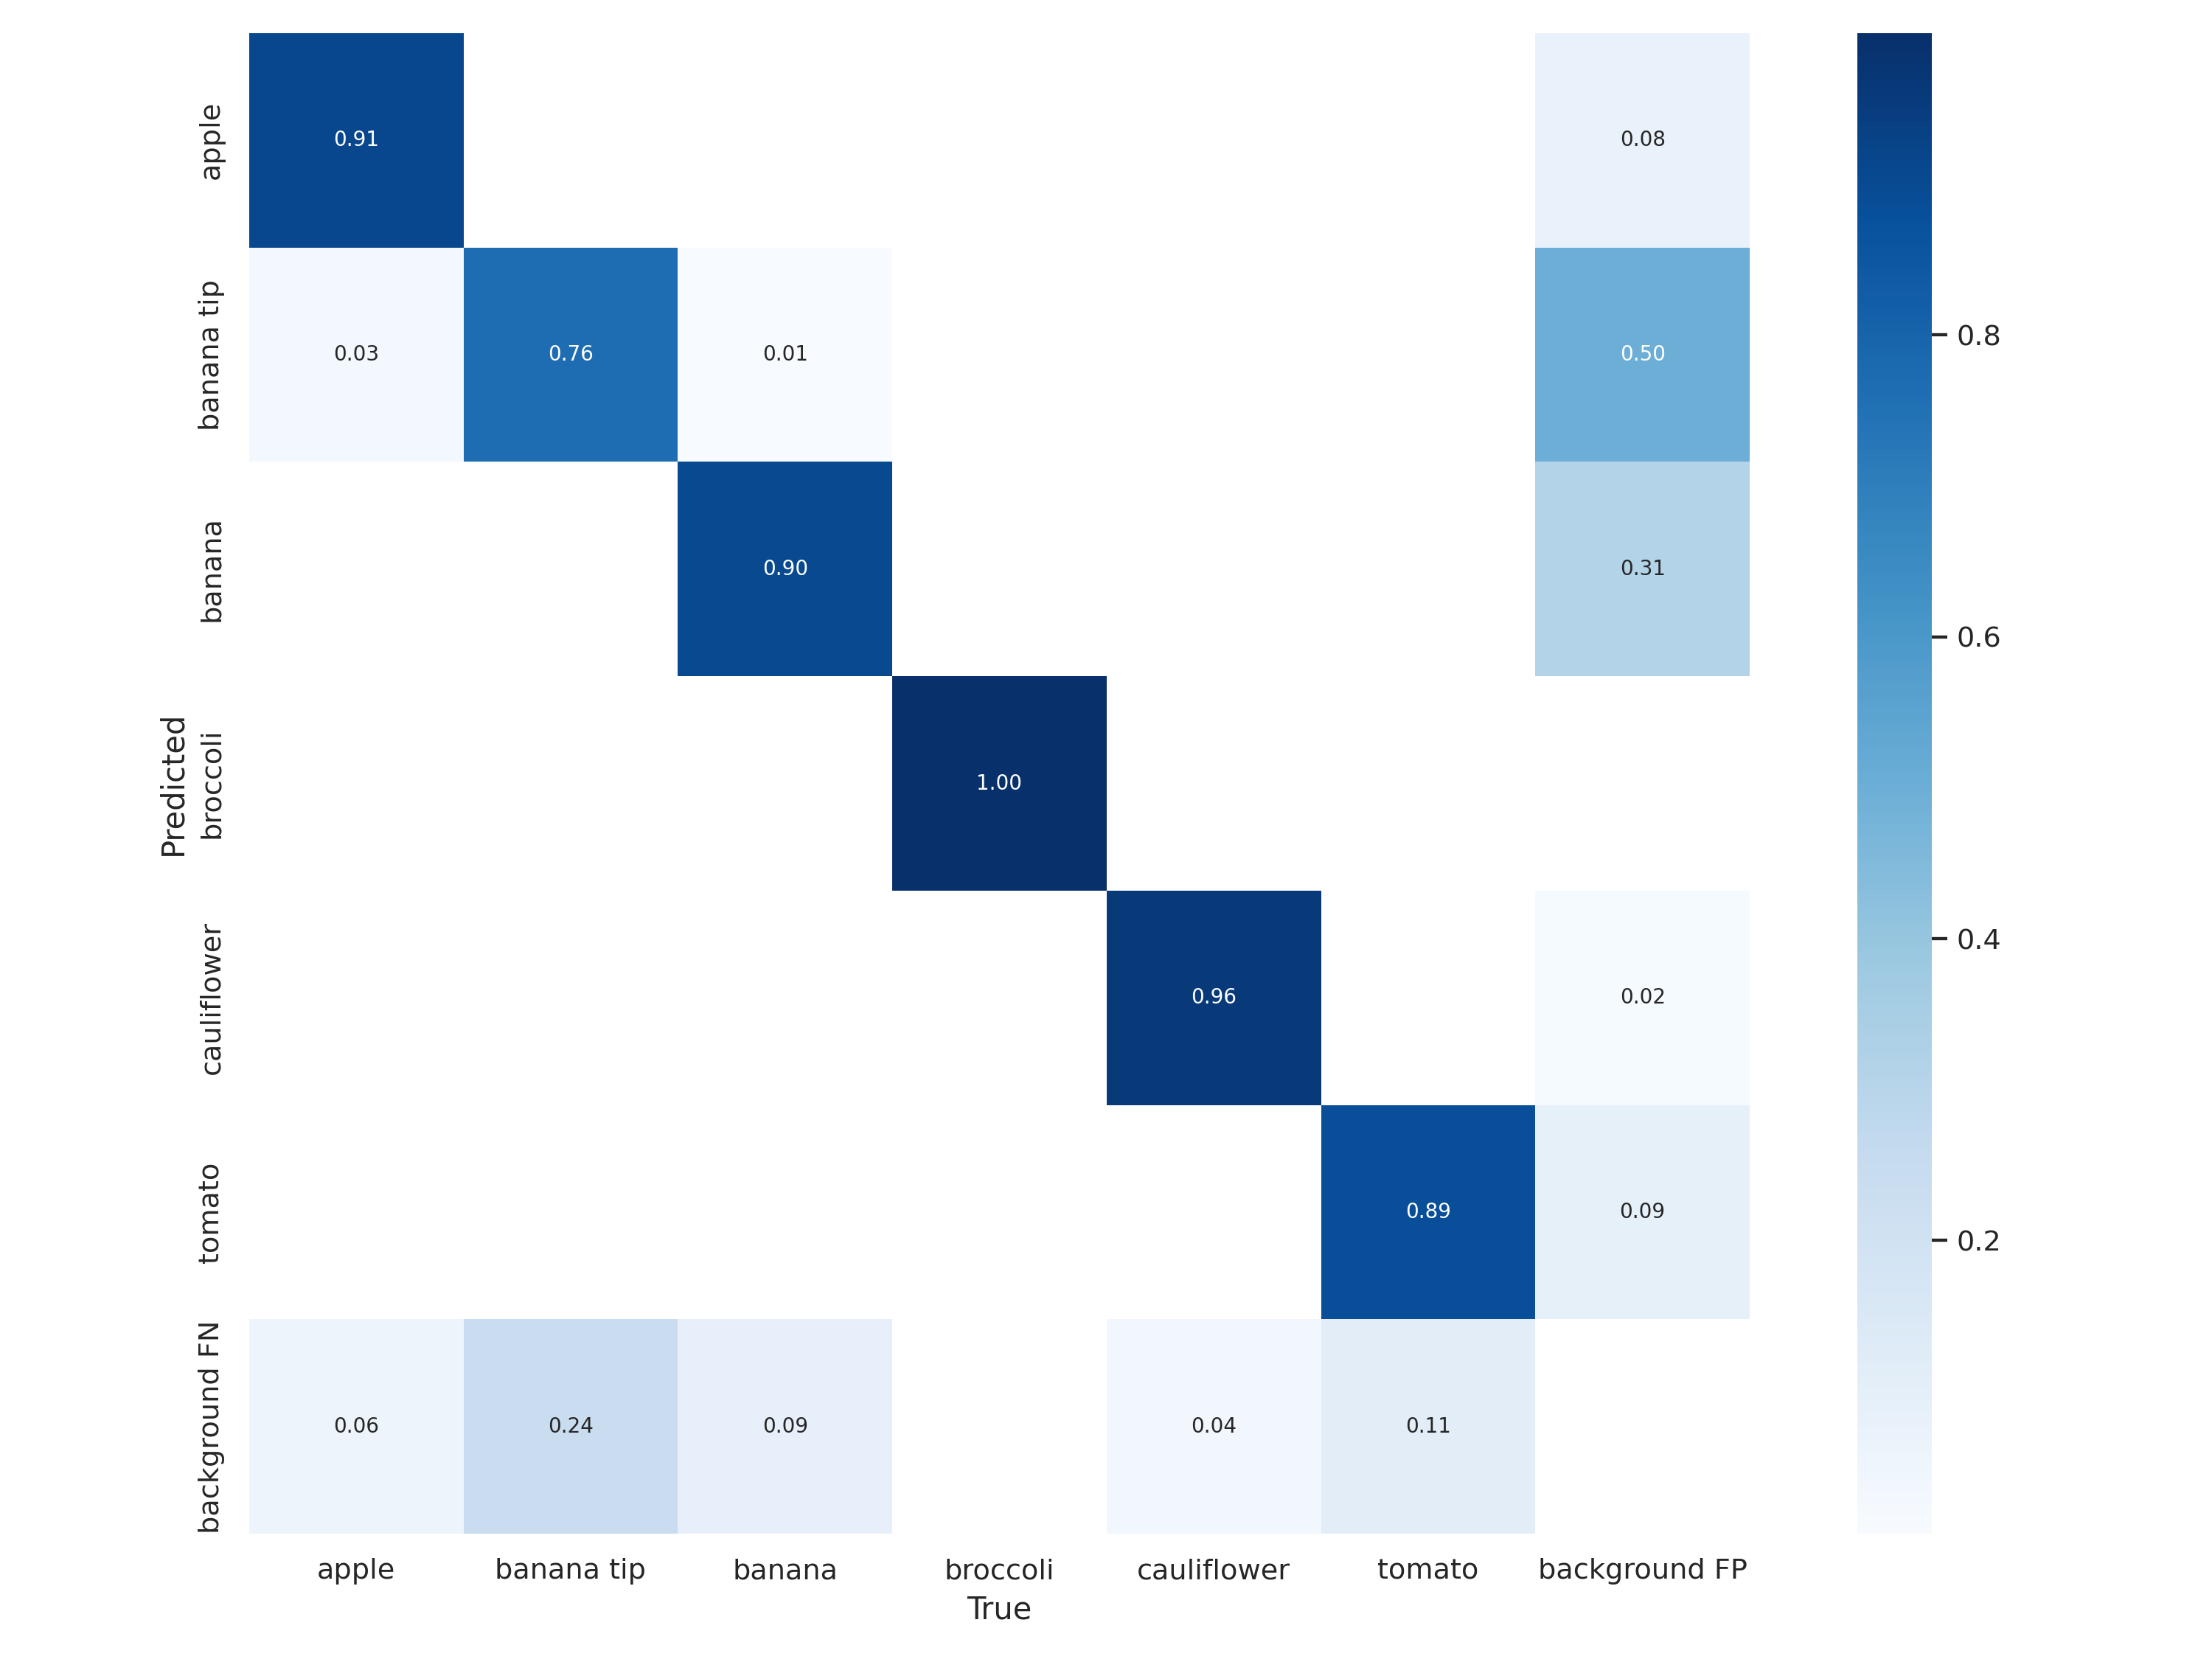 apple 0.91 0.08
banana tip 0.03 0.76 0.01 0.50
banana 0.90 0.31
broccoli 1.00
cauliflower 0.96 0.02
tomato 0.89 0.09
background FN 0.06 0.24 0.09 0.04 0.11
Predicted
apple banana tip banana broccoli cauliflower tomato background FP
True
0.8
0.6
0.4
0.2